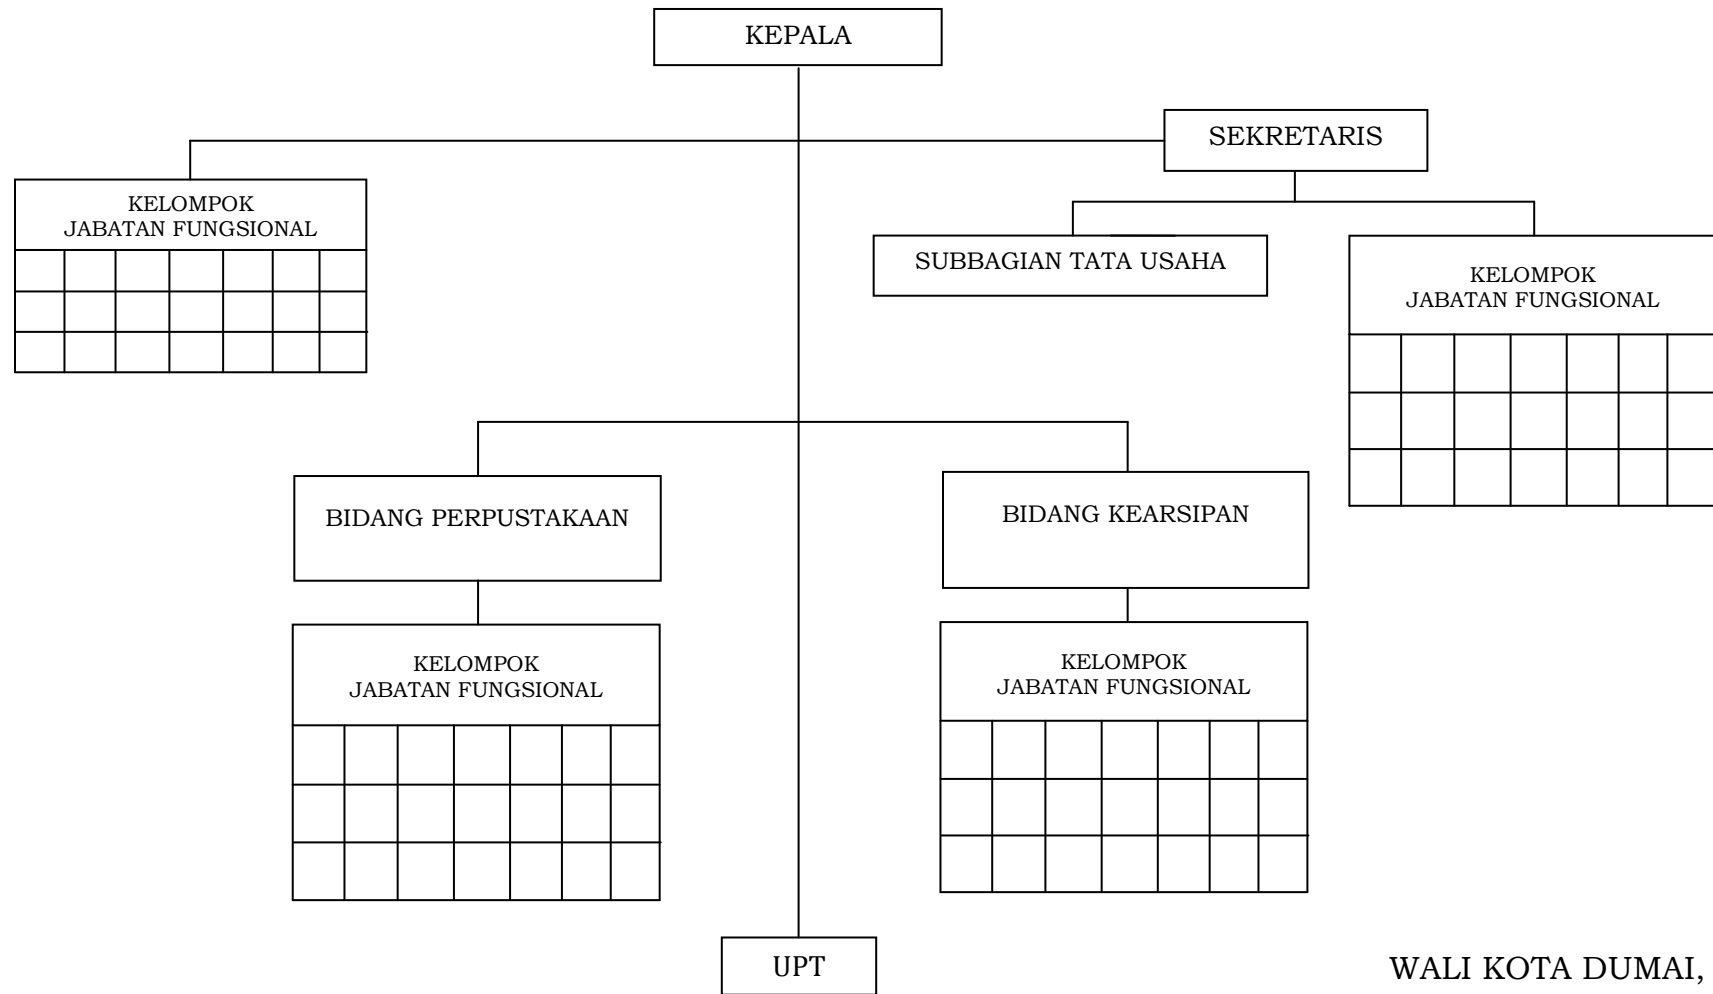 KEPALA
SEKRETARIS
KELOMPOK
JABATAN FUNGSIONAL
SUBBAGIAN TATA USAHA
KELOMPOK
JABATAN FUNGSIONAL
BIDANG PERPUSTAKAAN
BIDANG KEARSIPAN
KELOMPOK
JABATAN FUNGSIONAL
KELOMPOK
JABATAN FUNGSIONAL
UPT
WALI KOTA DUMAI,